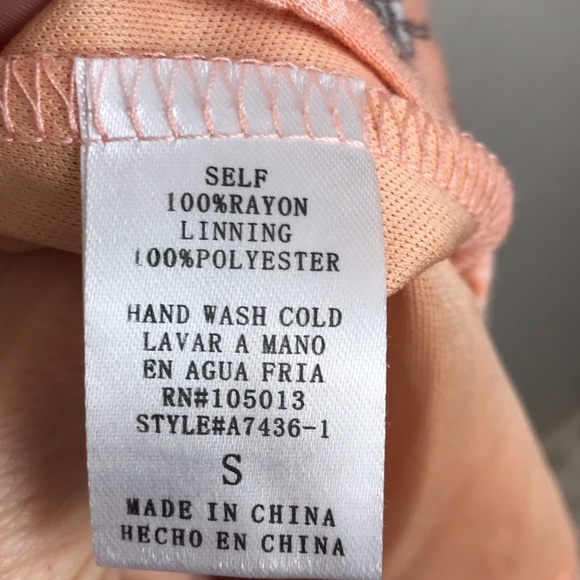 SELF
100%RAYON
LINNING
100%POLYESTER
HAND WASH COLD
LAVAR A MANO
EN AGUA FRIA
RN#105013
STYLE#A7436-1
S
MADE IN CHINA
HECHO EN CHINA